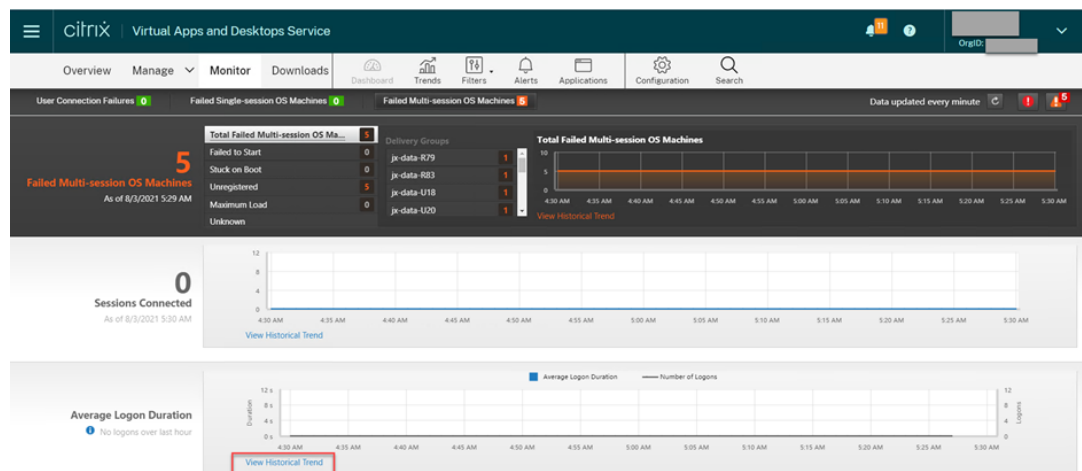 citrix | Virtual Apps and Desktops Service 11 ? OrgID:
Overview Manage Monitor Downloads Dashboard Trends Filters Alerts Applications Configuration Search
User Connection Failures 0 Failed Single-session OS Machines 0 Failed Multi-session OS Machines 5 Data updated every minute ! 5
5
Failed Multi-session OS Machines
As of 8/3/2021 5:29 AM
Total Failed Multi-session OS Ma... 5
Failed to Start 0
Stuck on Boot 0
Unregistered 5
Maximum Load 0
Unknown
Delivery Groups
jx-data-R79 1
jx-data-R83 1
jx-data-U18 1
jx-data-U20 1
Total Failed Multi-session OS Machines
10
5
0
4:30 AM 4:35 AM 4:40 AM 4:45 AM 4:50 AM 4:55 AM 5:00 AM 5:05 AM 5:10 AM 5:15 AM 5:20 AM 5:25 AM 5:30 AM
View Historical Trend
0
Sessions Connected
As of 8/3/2021 5:30 AM
12
8
4
0
4:30 AM 4:35 AM 4:40 AM 4:45 AM 4:50 AM 4:55 AM 5:00 AM 5:05 AM 5:10 AM 5:15 AM 5:20 AM 5:25 AM 5:30 AM
View Historical Trend
Average Logon Duration
No logons over last hour
Average Logon Duration Number of Logons
Duration
12 s
8 s
4 s
0 s
12
8
4
0
Logons
4:30 AM 4:35 AM 4:40 AM 4:45 AM 4:50 AM 4:55 AM 5:00 AM 5:05 AM 5:10 AM 5:15 AM 5:20 AM 5:25 AM 5:30 AM
View Historical Trend